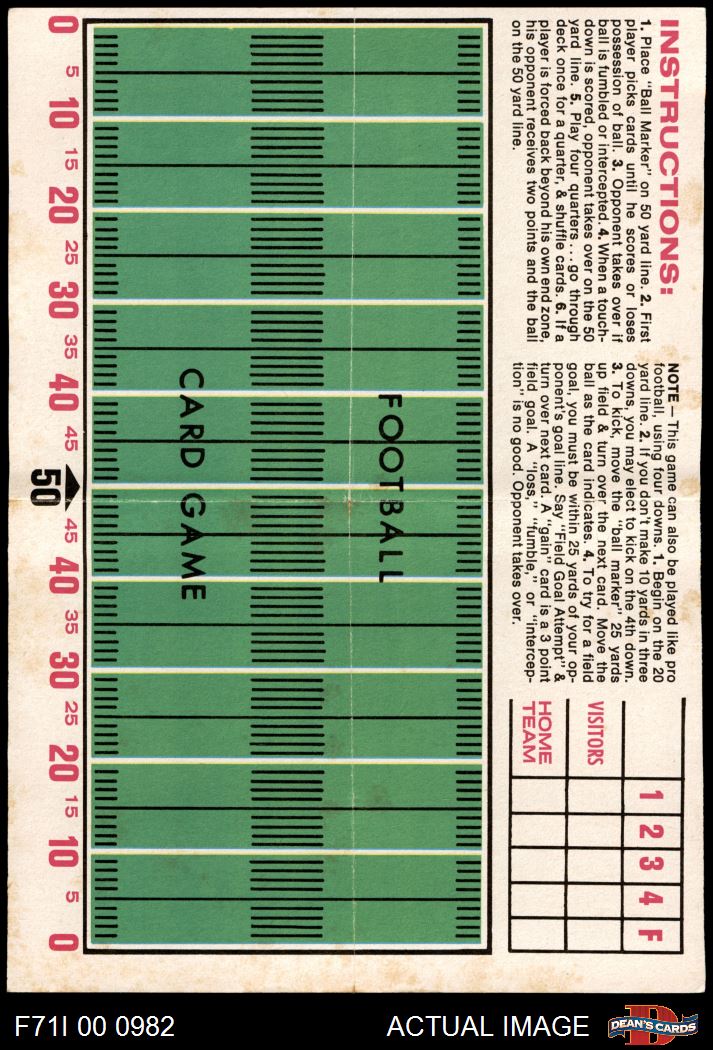 INSTRUCTIONS:
1. Place "Ball Marker" on 50 yard line. 2. First
player picks cards until he scores or loses
possession of ball. 3. Opponent takes over if
ball is fumbled or intercepted. 4. When a touch-
down is scored, opponent takes over on the 50
yard line. 5. Play four quarters . . . go through
deck once for a quarter, & shuffle cards. 6. If a
player is forced back beyond his own end zone,
his opponent receives two points and the ball
on the 50 yard line.
NOTE — This game can also be played like pro
football, using four downs. 1. Begin on the 20
yard line. 2. If you don't make 10 yards in three
downs, you may elect to kick on the 4th down.
3. To kick, move the "ball marker" 25 yards
up field & turn over the next card. Move the
ball as the card indicates. 4. To try for a field
goal, you must be within 25 yards of your op-
ponent's goal line. Say "Field Goal Attempt" &
turn over next card. A "gain" card is a 3 point
field goal. A "loss," "fumble," or "intercep-
tion" is no good. Opponent takes over.
1 2 3 4 F
VISITORS
HOME
TEAM
FOOTBALL
CARD GAME
0 5 10 15 20 25 30 35 40 45 50 45 40 35 30 25 20 15 10 5 0
F71I 00 0982
ACTUAL IMAGE
DEAN'S CARDS